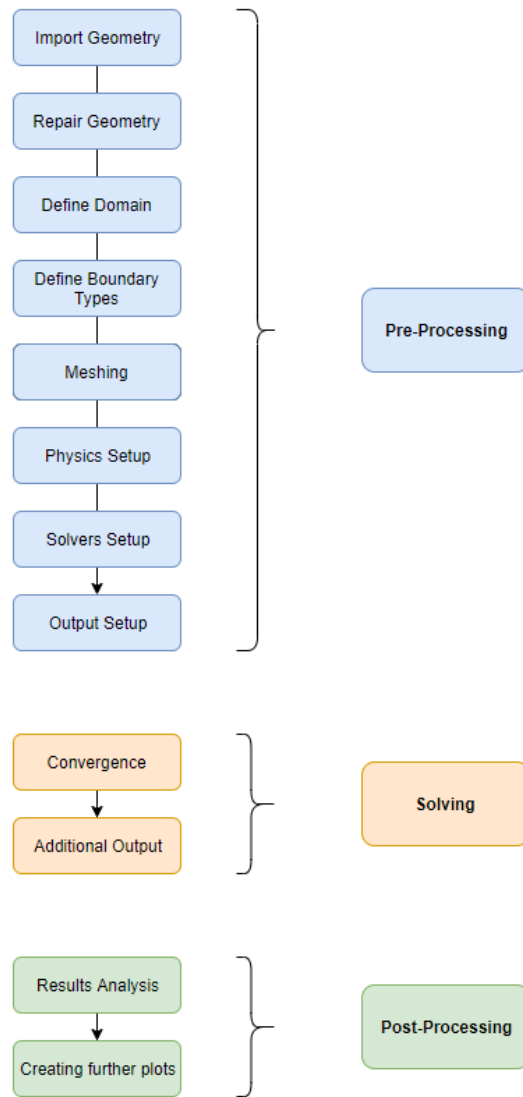 Import Geometry
Repair Geometry
Define Domain
Define Boundary
Types
Meshing
Physics Setup
Solvers Setup
Output Setup
Pre-Processing
Convergence
Additional Output
Solving
Results Analysis
Creating further plots
Post-Processing